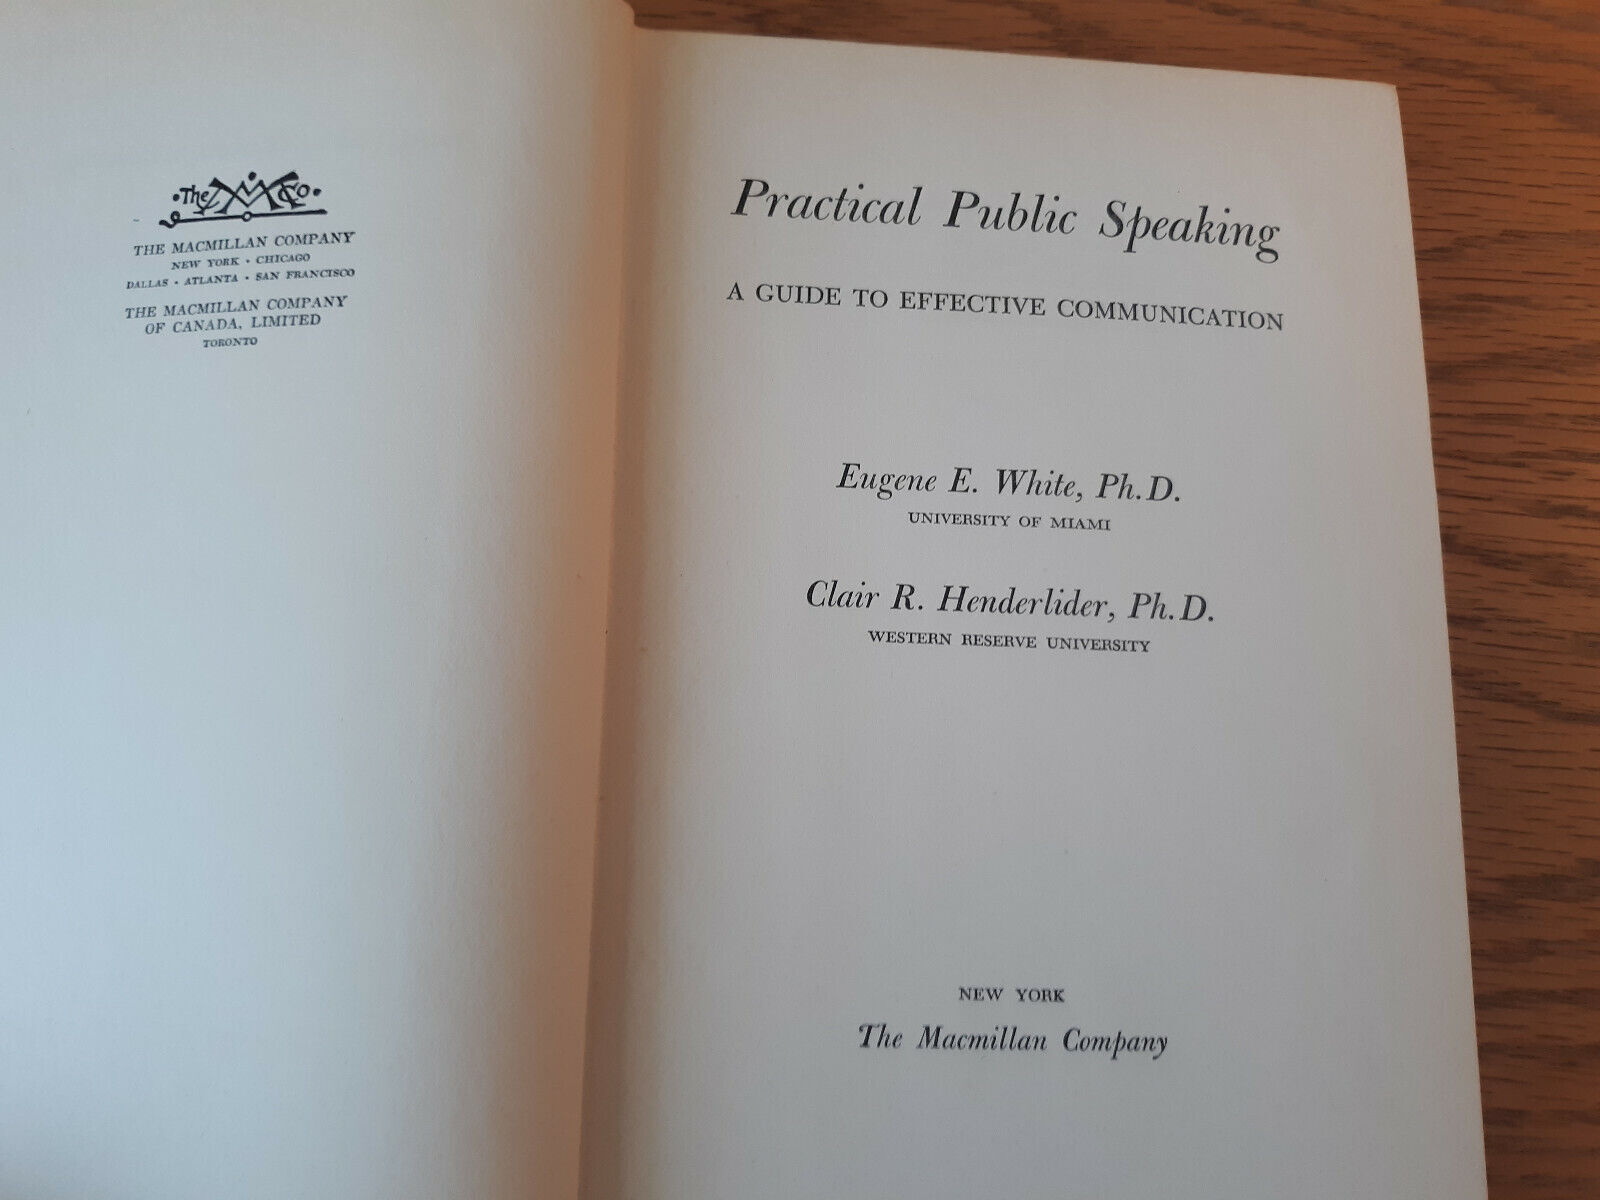 The M Co
THE MACMILLAN COMPANY
NEW YORK • CHICAGO
DALLAS • ATLANTA • SAN FRANCISCO
THE MACMILLAN COMPANY
OF CANADA, LIMITED
TORONTO
Practical Public Speaking
A GUIDE TO EFFECTIVE COMMUNICATION
Eugene E. White, Ph.D.
UNIVERSITY OF MIAMI
Clair R. Henderlider, Ph.D.
WESTERN RESERVE UNIVERSITY
NEW YORK
The Macmillan Company